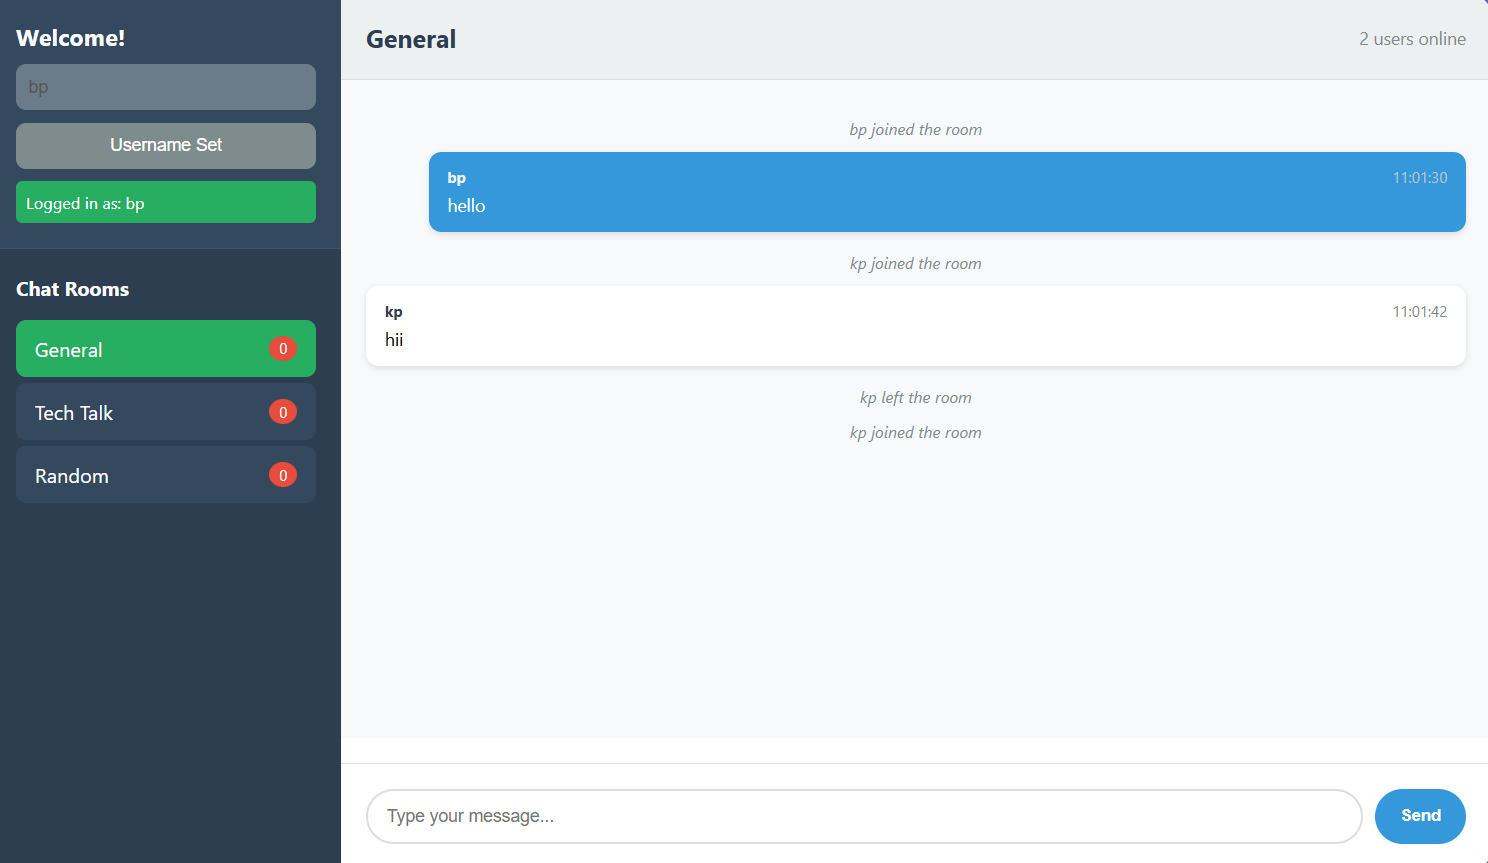 Welcome!
bp
Username Set
Logged in as: bp
Chat Rooms
General 0
Tech Talk 0
Random 0
General 2 users online
bp joined the room
bp 11:01:30
hello
kp joined the room
kp 11:01:42
hii
kp left the room
kp joined the room
Type your message...
Send